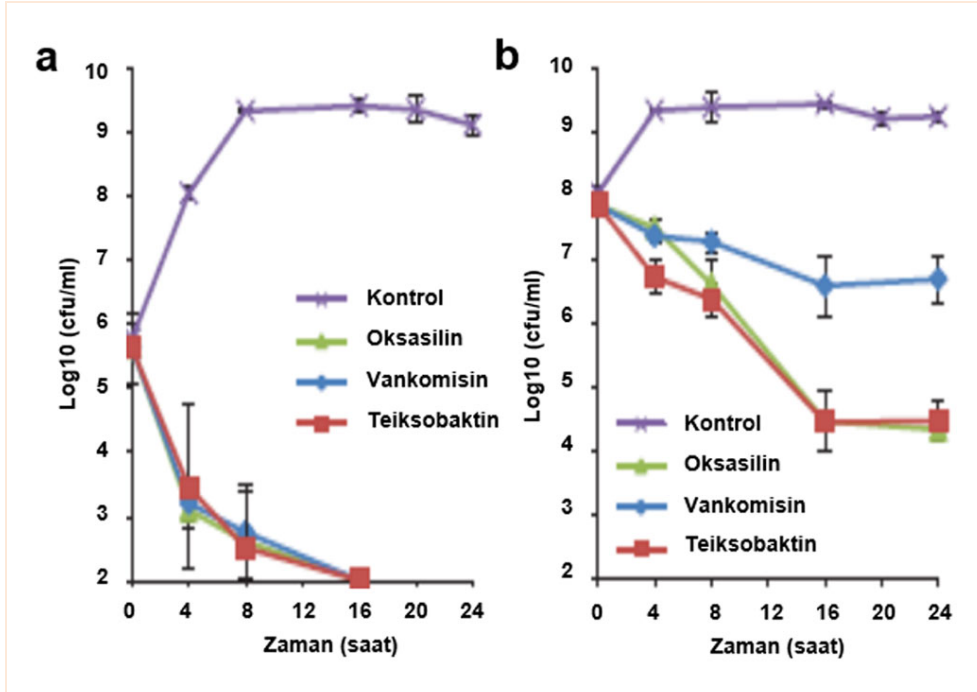 a
10
9
8
7
6
5
4
3
2
Log10 (cfu/ml)
Kontrol
Oksasilin
Vankomisin
Teiksobaktin
0 4 8 12 16 20 24
Zaman (saat)
b
10
9
8
7
6
5
4
3
2
Log10 (cfu/ml)
Kontrol
Oksasilin
Vankomisin
Teiksobaktin
0 4 8 12 16 20 24
Zaman (saat)